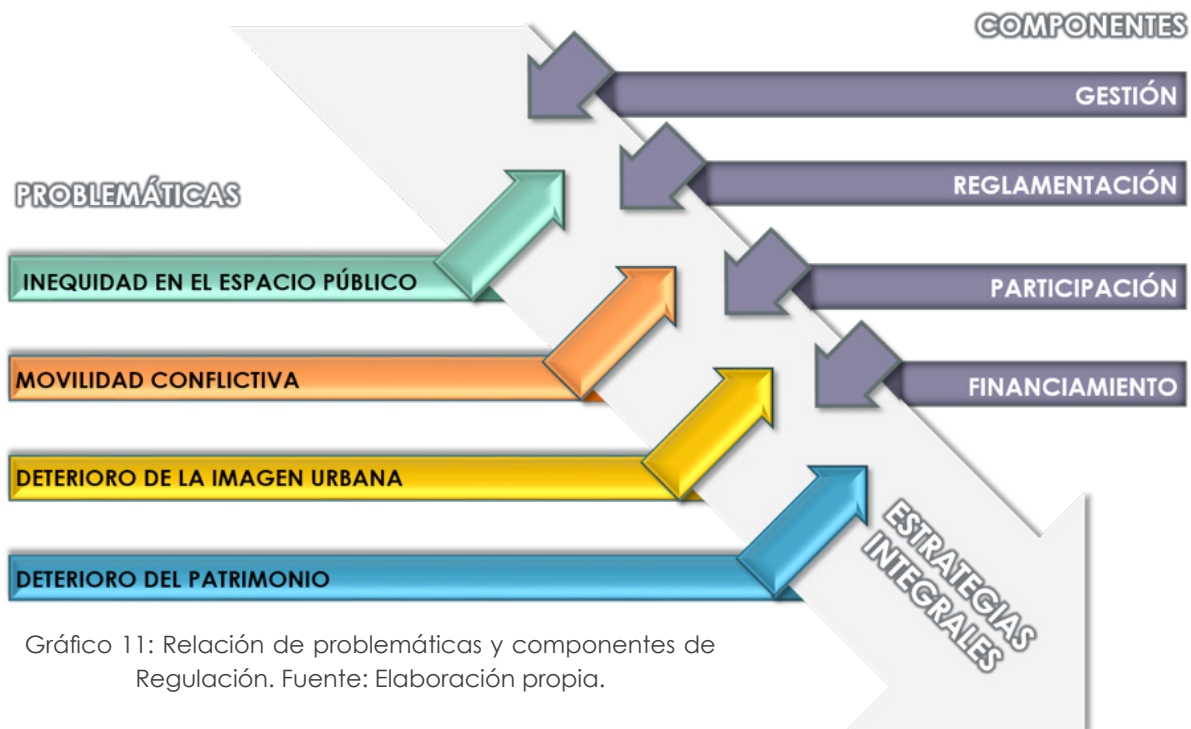 COMPONENTES
GESTIÓN
REGLAMENTACIÓN
PARTICIPACIÓN
FINANCIAMIENTO
PROBLEMÁTICAS
INEQUIDAD EN EL ESPACIO PÚBLICO
MOVILIDAD CONFLICTIVA
DETERIORO DE LA IMAGEN URBANA
DETERIORO DEL PATRIMONIO
ESTRATEGIAS
INTEGRALES
Gráfico 11: Relación de problemáticas y componentes de
Regulación. Fuente: Elaboración propia.